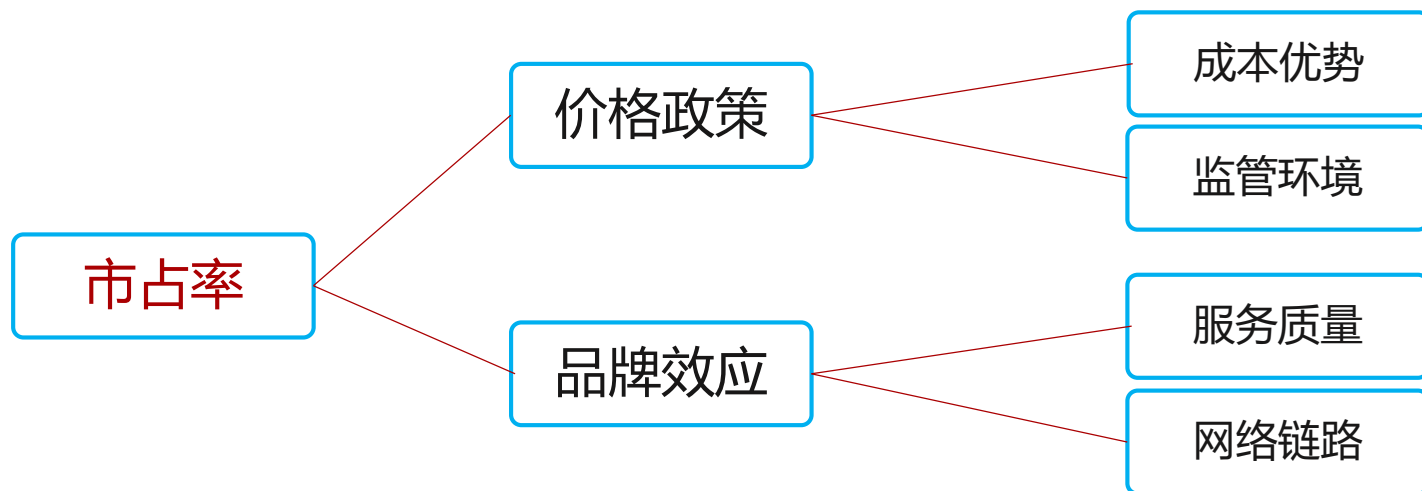 市占率
价格政策
品牌效应
成本优势
监管环境
服务质量
网络链路